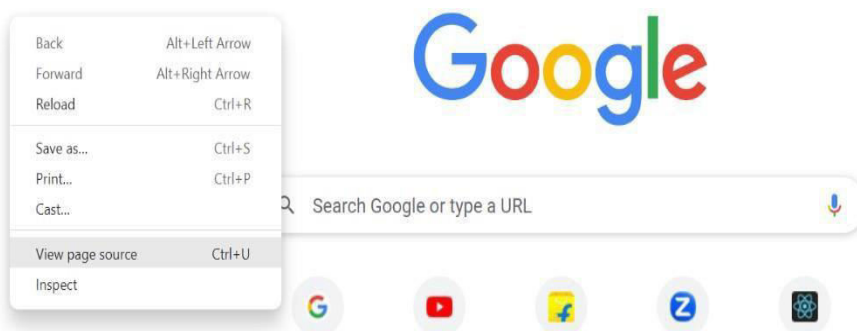 Back Alt+Left Arrow
Forward Alt+Right Arrow
Reload Ctrl+R
Save as... Ctrl+S
Print... Ctrl+P
Cast...
View page source Ctrl+U
Inspect
Google
Search Google or type a URL
G
f
Z